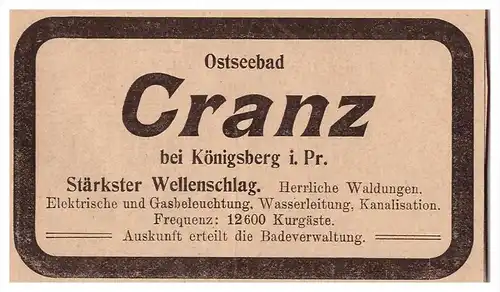 Ostseebad
Cranz
bei Königsberg i. Pr.
Stärkster Wellenschlag. Herrliche Waldungen.
Elektrische und Gasbeleuchtung, Wasserleitung, Kanalisation.
Frequenz: 12600 Kurgäste.
Auskunft erteilt die Badeverwaltung.